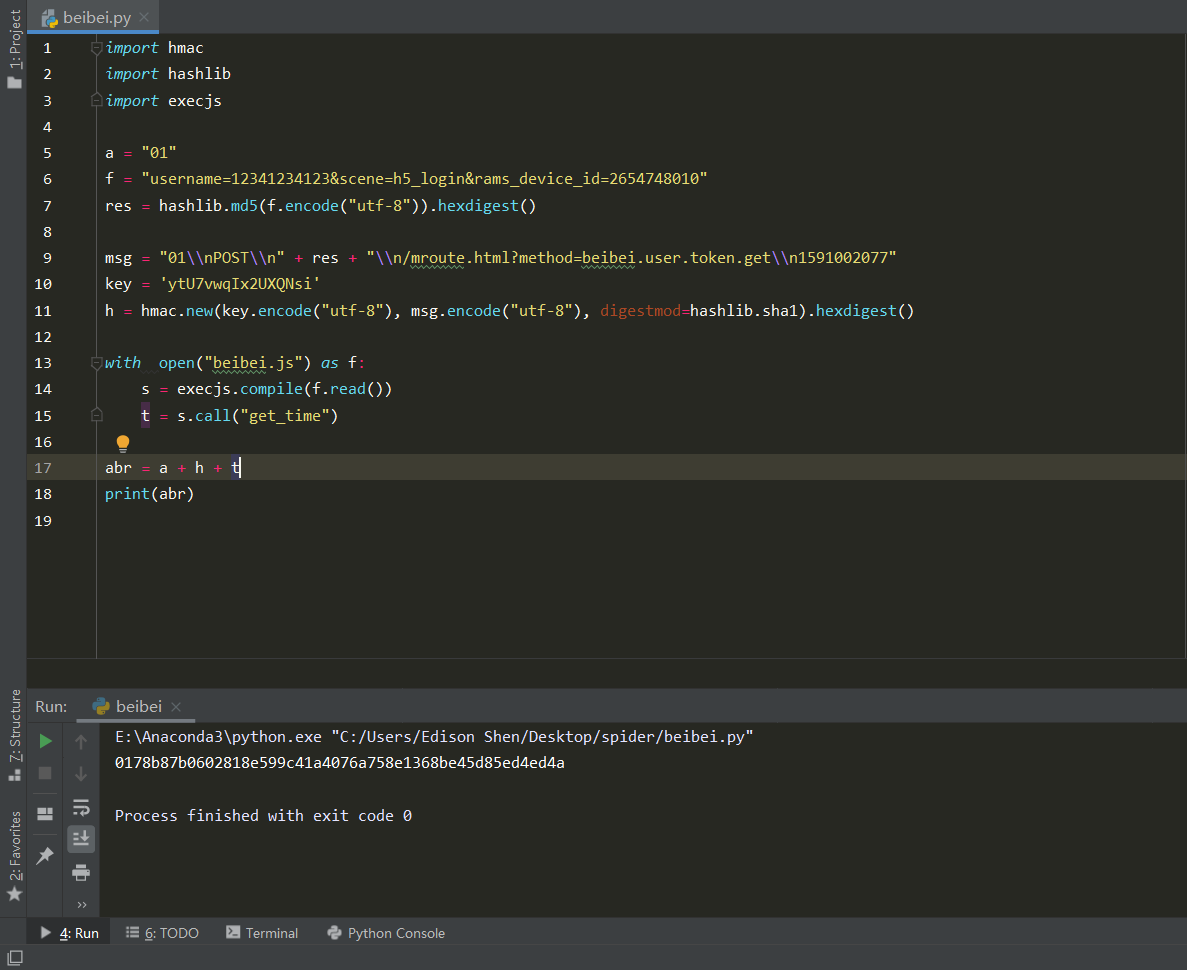 beibei.py
1: Project
1 import hmac
2 import hashlib
3 import execjs
4
5 a = "01"
6 f = "username=12341234123&scene=h5_login&rams_device_id=2654748010"
7 res = hashlib.md5(f.encode("utf-8")).hexdigest()
8
9 msg = "01\\nPOST\\n" + res + "\\n/mroute.html?method=beibei.user.token.get\\n1591002077"
10 key = 'ytU7vwqIx2UXQNsi'
11 h = hmac.new(key.encode("utf-8"), msg.encode("utf-8"), digestmod=hashlib.sha1).hexdigest()
12
13 with  open("beibei.js") as f:
14     s = execjs.compile(f.read())
15     t = s.call("get_time")
16
17 abr = a + h + t
18 print(abr)
19
7: Structure
2: Favorites
Run: beibei
E:\Anaconda3\python.exe "C:/Users/Edison Shen/Desktop/spider/beibei.py"
0178b87b0602818e599c41a4076a758e1368be45d85ed4ed4a
Process finished with exit code 0
4: Run 6: TODO Terminal Python Console